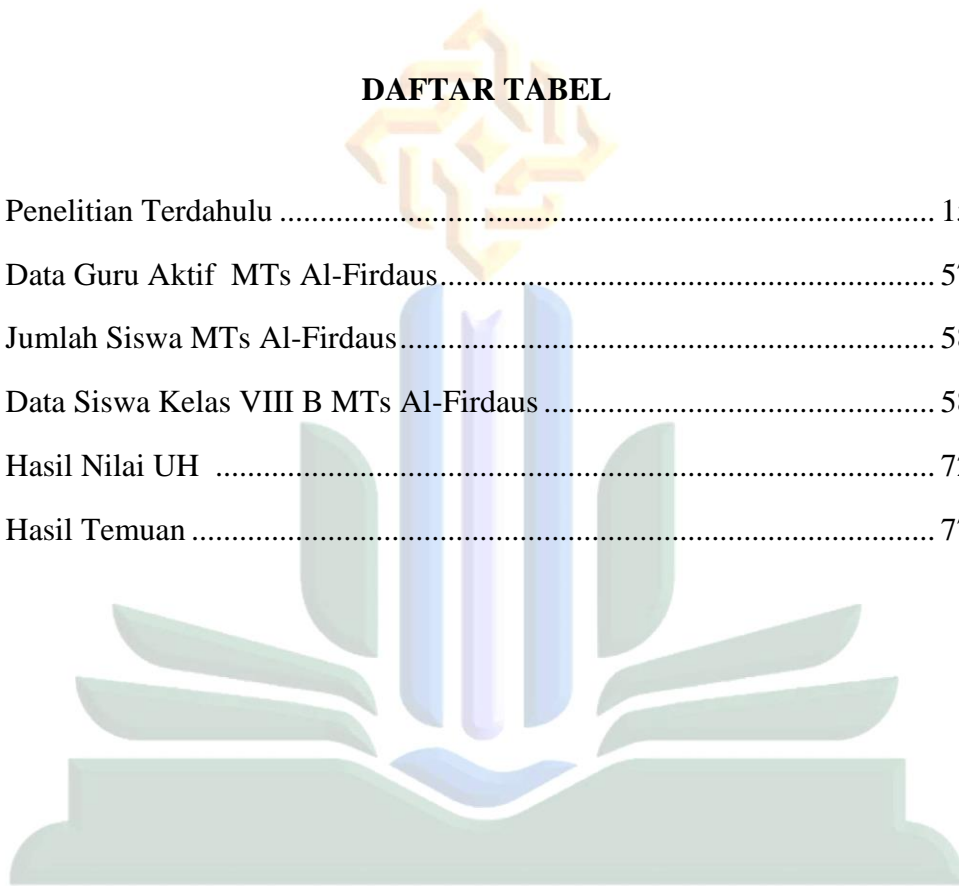 DAFTAR TABEL
Penelitian Terdahulu ..................................................................................
Data Guru Aktif  MTs Al-Firdaus..............................................................
Jumlah Siswa MTs Al-Firdaus...................................................................
Data Siswa Kelas VIII B MTs Al-Firdaus .................................................
Hasil Nilai UH  ..........................................................................................
Hasil Temuan .............................................................................................